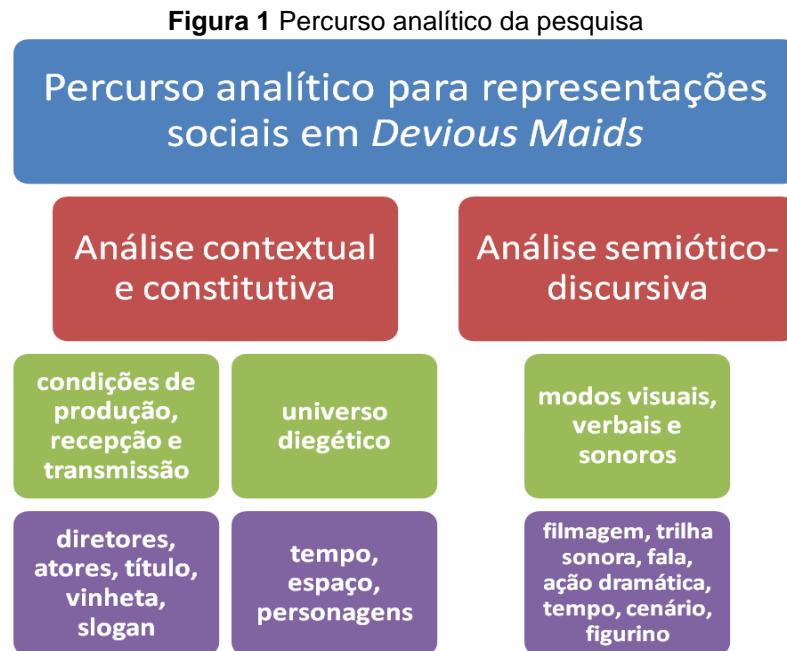 Figura 1 Percurso analítico da pesquisa
Percurso analítico para representações
sociais em Devious Maids
Análise contextual
e constitutiva
Análise semiótico-
discursiva
condições de
produção,
recepção e
transmissão
universo
diegético
modos visuais,
verbais e
sonoros
diretores,
atores, título,
vinheta,
slogan
tempo,
espaço,
personagens
filmagem, trilha
sonora, fala,
ação dramática,
tempo, cenário,
figurino